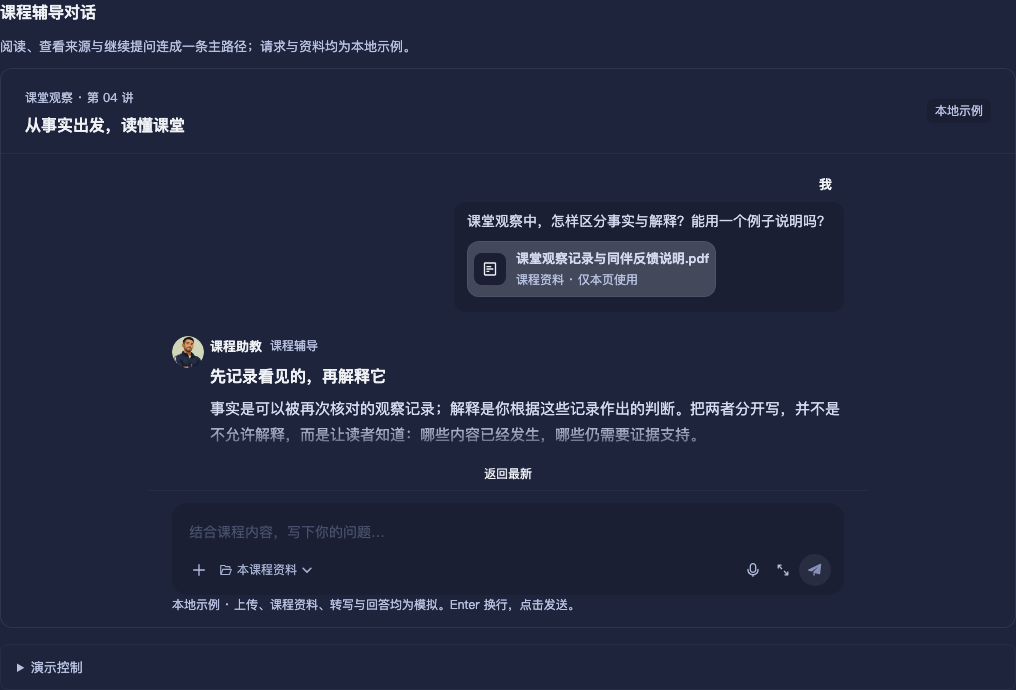 课程辅导对话
阅读、查看来源与继续提问连成一条主路径；请求与资料均为本地示例。
课堂观察 · 第 04 讲
从事实出发，读懂课堂
本地示例
我
课堂观察中，怎样区分事实与解释？能用一个例子说明吗？
课堂观察记录与同伴反馈说明.pdf
课程资料 · 仅本页使用
课程助教 课程辅导
先记录看见的，再解释它
事实是可以被再次核对的观察记录；解释是你根据这些记录作出的判断。把两者分开写，并不是
不允许解释，而是让读者知道：哪些内容已经发生，哪些仍需要证据支持。
返回最新
结合课程内容，写下你的问题…
本课程资料
本地示例 · 上传、课程资料、转写与回答均为模拟。Enter 换行，点击发送。
演示控制